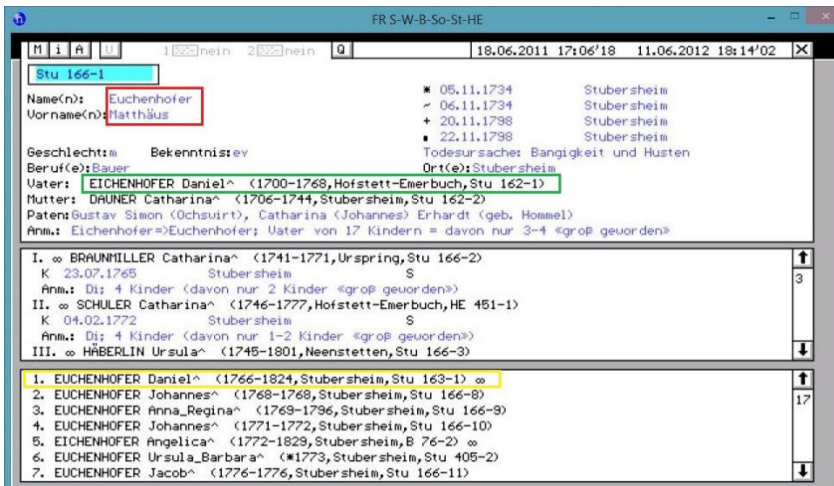 FR S-W-B-So-St-HE
M i A U 1 nein 2 nein Q 18.06.2011 17:06'18 11.06.2012 18:14'02
Stu 166-1
Name(n): Euchenhofer * 05.11.1734 Stubersheim
Vorname(n): Matthäus ~ 06.11.1734 Stubersheim
+ 20.11.1798 Stubersheim
22.11.1798 Stubersheim
Geschlecht:m Bekenntnis:ev Todesursache: Bangigkeit und Husten
Beruf(e):Bauer Ort(e):Stubersheim
Vater: EICHENHOFER Daniel^ (1700-1768,Hofstett-Emerbuch,Stu 162-1)
Mutter: DAUNER Catharina^ (1706-1744,Stubersheim,Stu 162-2)
Paten:Gustav Simon (Ochswirt), Catharina (Johannes) Erhardt (geb. Hommel)
Anm.: Eichenhofer=>Euchenhofer; Vater von 17 Kindern = davon nur 3-4 «groß geworden»
I. ∞ BRAUNMILLER Catharina^ (1741-1771,Urspring,Stu 166-2)
K 23.07.1765 Stubersheim S
3
Anm.: Di; 4 Kinder (davon nur 2 Kinder «groß geworden»)
II. ∞ SCHULER Catharina^ (1746-1777,Hofstett-Emerbuch,HE 451-1)
K 04.02.1772 Stubersheim S
Anm.: Di; 4 Kinder (davon nur 1-2 Kinder «groß geworden»)
III. ∞ HÄBERLIN Ursula^ (1745-1801,Neenstetten,Stu 166-3)
1. EUCHENHOFER Daniel^ (1766-1824,Stubersheim,Stu 163-1) ∞
2. EUCHENHOFER Johannes^ (1768-1768,Stubersheim,Stu 166-8)
17
3. EUCHENHOFER Anna_Regina^ (1769-1796,Stubersheim,Stu 166-9)
4. EUCHENHOFER Johannes^ (1771-1772,Stubersheim,Stu 166-10)
5. EICHENHOFER Angelica^ (1772-1829,Stubersheim,B 76-2) ∞
6. EUCHENHOFER Ursula_Barbara^ (*1773,Stubersheim,Stu 405-2)
7. EUCHENHOFER Jacob^ (1776-1776,Stubersheim,Stu 166-11)